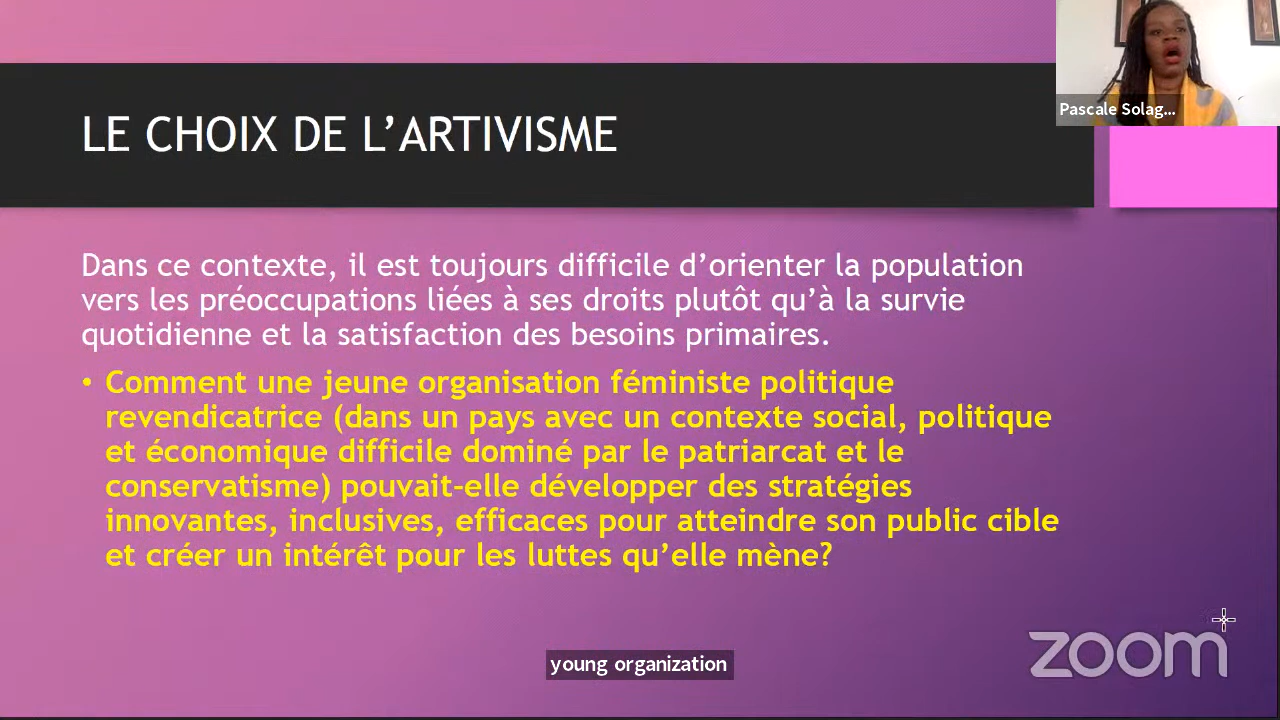 Pascale Solag...
LE CHOIX DE L’ARTIVISME
Dans ce contexte, il est toujours difficile d’orienter la population
vers les préoccupations liées à ses droits plutôt qu’à la survie
quotidienne et la satisfaction des besoins primaires.
• Comment une jeune organisation féministe politique
revendicatrice (dans un pays avec un contexte social, politique
et économique difficile dominé par le patriarcat et le
conservatisme) pouvait-elle développer des stratégies
innovantes, inclusives, efficaces pour atteindre son public cible
et créer un intérêt pour les luttes qu’elle mène?
young organization
zoom